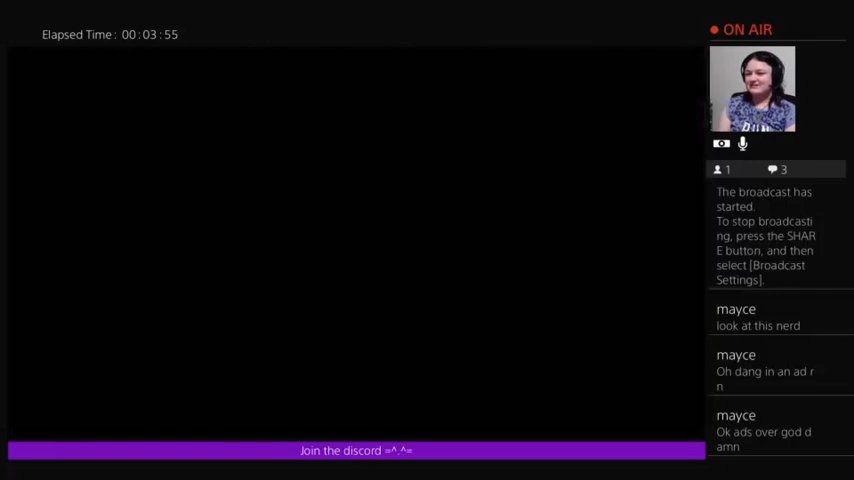 Elapsed Time : 00 : 03 : 55
ON AIR
1 3
The broadcast has
started.
To stop broadcasti
ng, press the SHAR
E button, and then
select [Broadcast
Settings].
mayce
look at this nerd
mayce
Oh dang in an ad r
n
mayce
Ok ads over god d
amn
Join the discord =^.^=